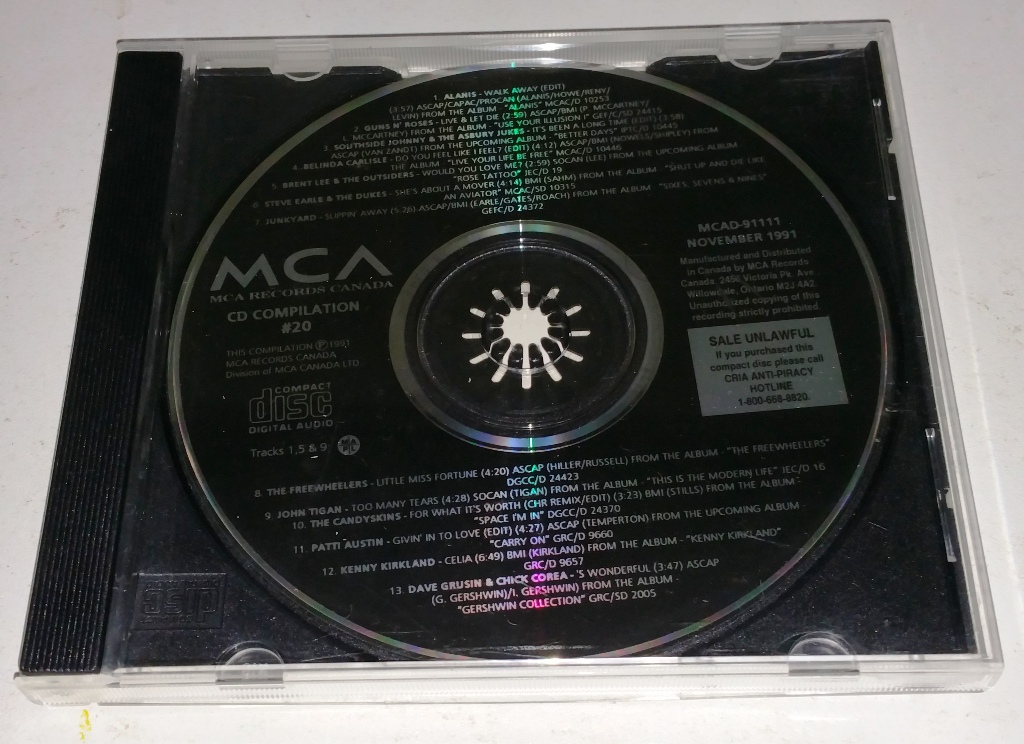 1. ALANIS - WALK AWAY (EDIT)
(3:57) ASCAP/CAPAC/PROCAN (ALANIS/HOWE/RENY/
LEVIN) FROM THE ALBUM - "ALANIS" MCAC/D 10253
2. GUNS N' ROSES - LIVE & LET DIE (2:59) ASCAP/BMI (P. MCCARTNEY/
L. MCCARTNEY) FROM THE ALBUM - "USE YOUR ILLUSION I" GEFC/SD 24415
3. SOUTHSIDE JOHNNY & THE ASBURY JUKES - IT'S BEEN A LONG TIME (EDIT) (3:58)
ASCAP (VAN ZANDT) FROM THE UPCOMING ALBUM - "BETTER DAYS" IPTC/D 10445
4. BELINDA CARLISLE - DO YOU FEEL LIKE I FEEL? (EDIT) (4:12) ASCAP/BMI (NOWELS/SHIPLEY) FROM
THE ALBUM - "LIVE YOUR LIFE BE FREE" MCAC/D 10446
5. BRENT LEE & THE OUTSIDERS - WOULD YOU LOVE ME? (2:59) SOCAN (LEE) FROM THE UPCOMING ALBUM -
"ROSE TATTOO" JEC/D 19
6. STEVE EARLE & THE DUKES - SHE'S ABOUT A MOVER (4:14) BMI (SAHM) FROM THE ALBUM - "SHUT UP AND DIE LIKE
AN AVIATOR" MCAC/SD 10315
7. JUNKYARD - SLIPPIN' AWAY (5:26) ASCAP/BMI (EARLE/GATES/ROACH) FROM THE ALBUM - "SIXES, SEVENS & NINES"
GEFC/D 24372
MCA
MCA RECORDS CANADA
CD COMPILATION
#20
THIS COMPILATION Ⓟ1991
MCA RECORDS CANADA
Division of MCA CANADA LTD.
COMPACT
disc
DIGITAL AUDIO
Tracks 1,5 & 9
MAPL
MCAD-91111
NOVEMBER 1991
Manufactured and Distributed
in Canada by MCA Records
Canada. 2450 Victoria Pk. Ave.
Willowdale, Ontario M2J 4A2.
Unauthorized copying of this
recording strictly prohibited.
SALE UNLAWFUL
If you purchased this
compact disc please call
CRIA ANTI-PIRACY
HOTLINE
1-800-668-8820.
8. THE FREEWHEELERS - LITTLE MISS FORTUNE (4:20) ASCAP (HILLER/RUSSELL) FROM THE ALBUM - "THE FREEWHEELERS"
DGCC/D 24423
9. JOHN TIGAN - TOO MANY TEARS (4:28) SOCAN (TIGAN) FROM THE ALBUM - "THIS IS THE MODERN LIFE" JEC/D 16
10. THE CANDYSKINS - FOR WHAT IT'S WORTH (CHR REMIX/EDIT) (3:23) BMI (STILLS) FROM THE ALBUM -
"SPACE I'M IN" DGCC/D 24370
11. PATTI AUSTIN - GIVIN' IN TO LOVE (EDIT) (4:27) ASCAP (TEMPERTON) FROM THE UPCOMING ALBUM -
"CARRY ON" GRC/D 9660
12. KENNY KIRKLAND - CELIA (6:49) BMI (KIRKLAND) FROM THE ALBUM - "KENNY KIRKLAND"
GRC/D 9657
13. DAVE GRUSIN & CHICK COREA - 'S WONDERFUL (3:47) ASCAP
(G. GERSHWIN)/I. GERSHWIN) FROM THE ALBUM -
"GERSHWIN COLLECTION" GRC/SD 2005
disc